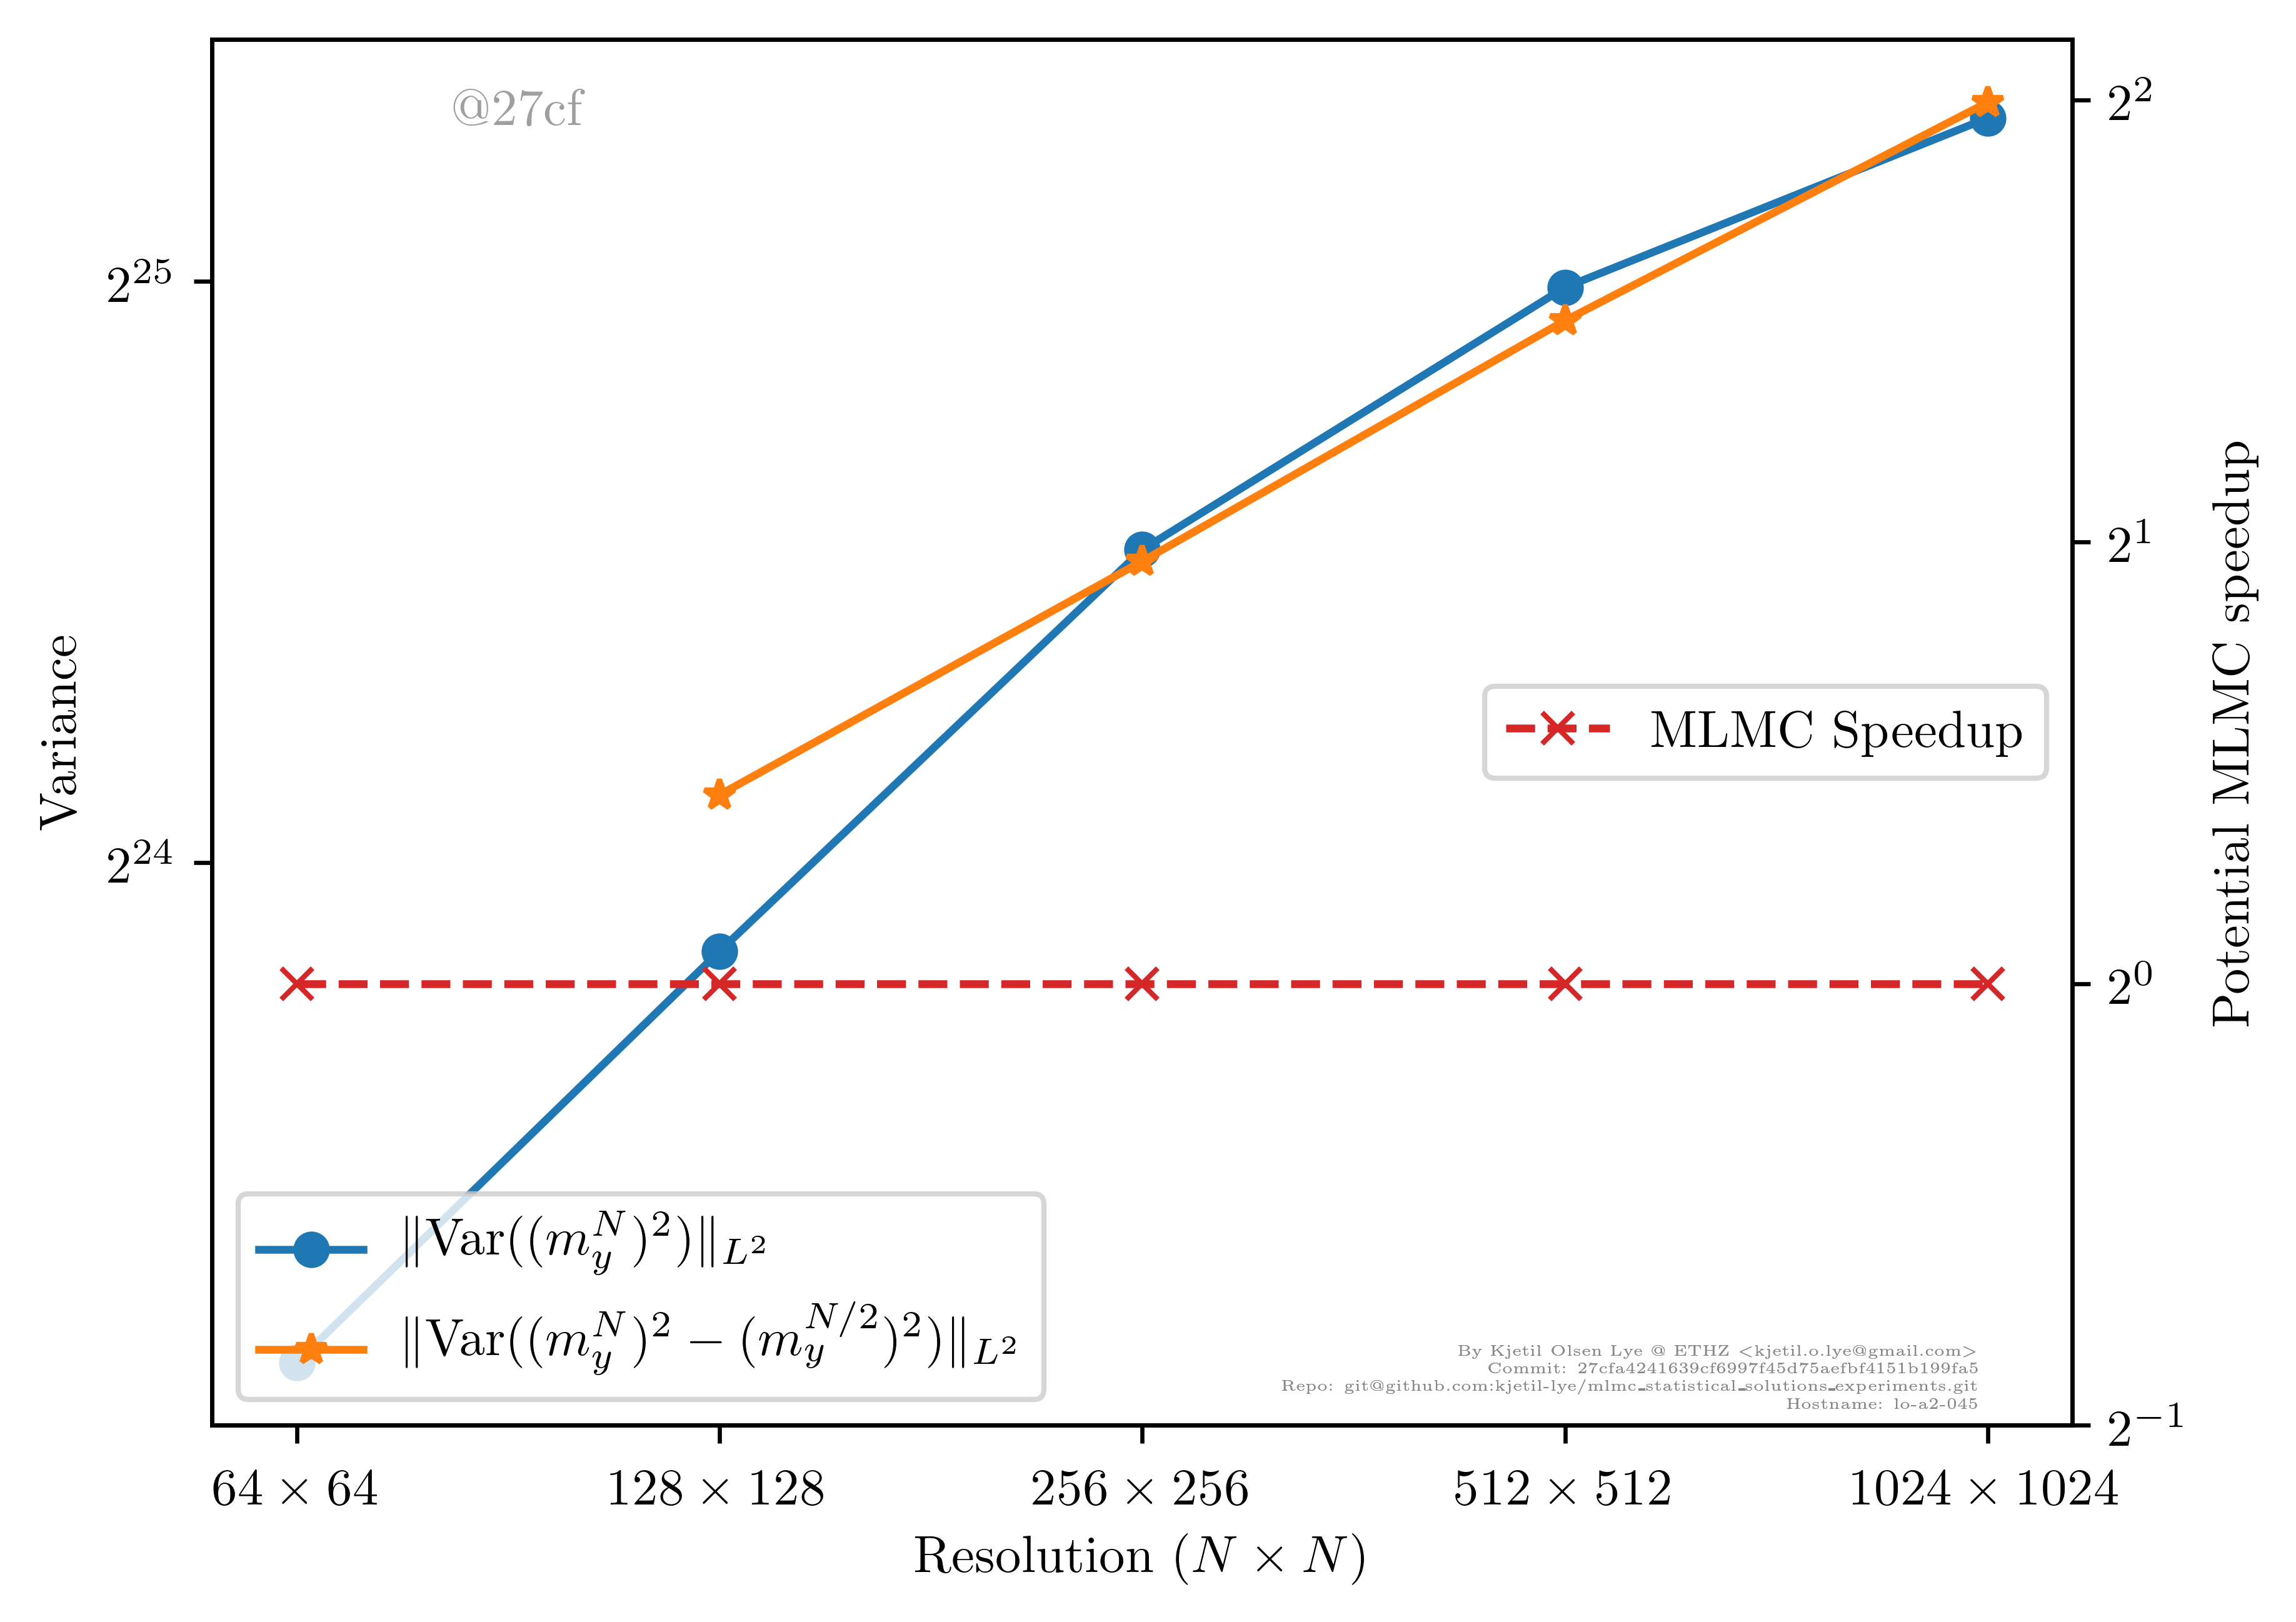 @27cf
2^25
2^24
Variance
2^2
2^1
2^0
2^−1
Potential MLMC speedup
MLMC Speedup
‖Var((m_y^N)^2)‖_{L^2}
‖Var((m_y^N)^2 − (m_y^{N/2})^2)‖_{L^2}
By Kjetil Olsen Lye @ ETHZ <kjetil.o.lye@gmail.com>
Commit: 27cfa4241639cf6997f45d75aefbf4151b199fa5
Repo: git@github.com:kjetil-lye/mlmc_statistical_solutions_experiments.git
Hostname: lo-a2-045
64 × 64 128 × 128 256 × 256 512 × 512 1024 × 1024
Resolution (N × N)